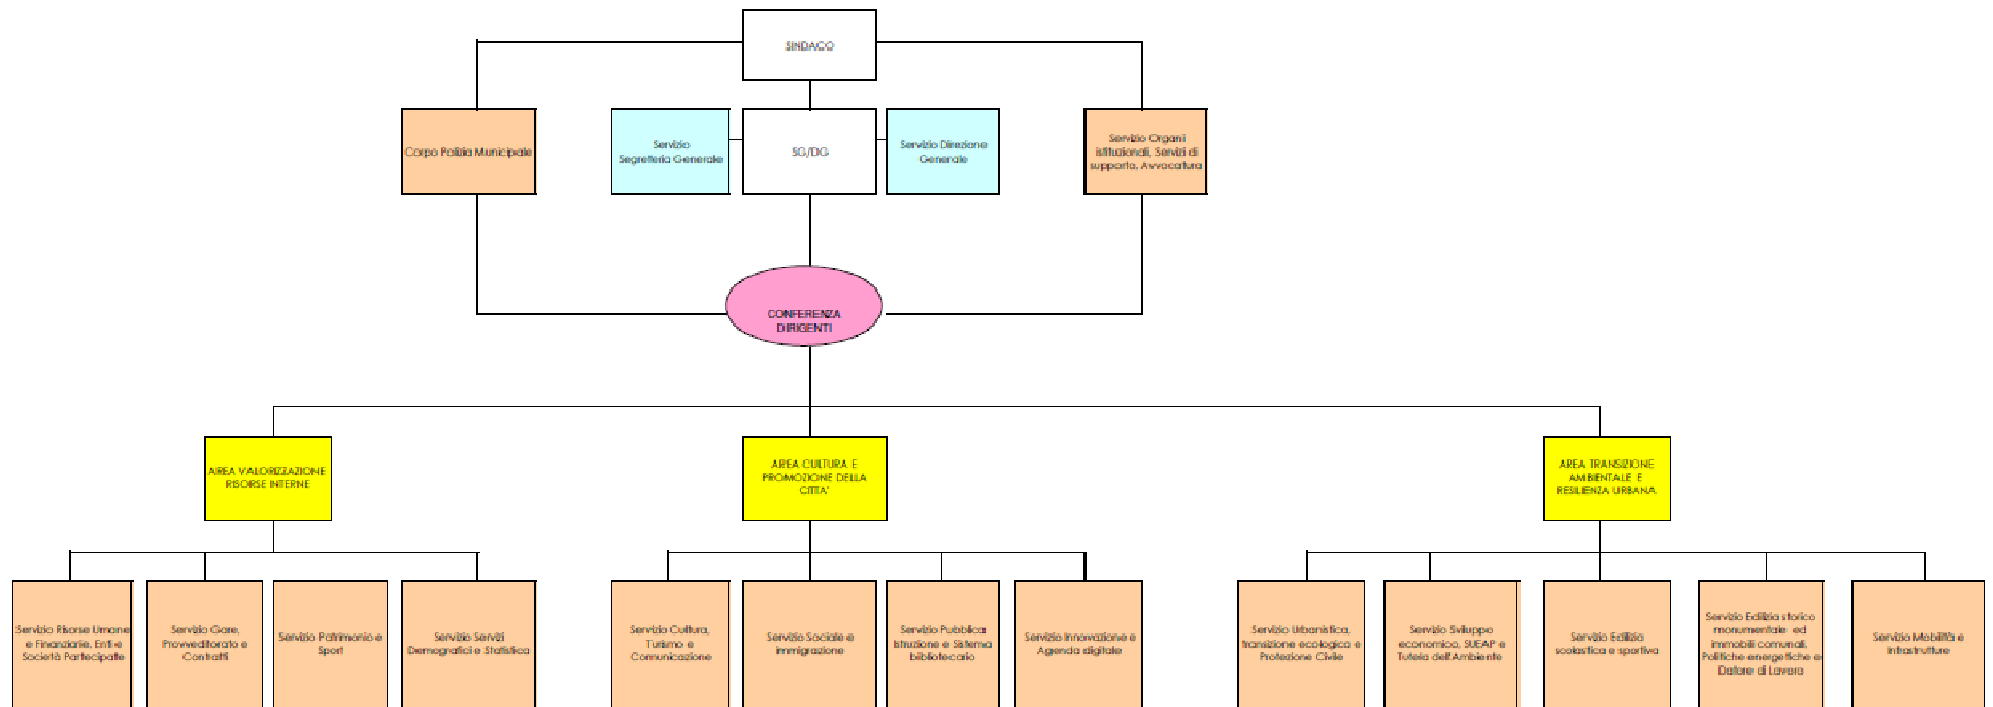 SINDACO
Corpo Polizia Municipale
Servizio
Segretteria Generale
SG/DG
Servizio Direzione
Generale
Servizio Organi
istituzionali, Servizi di
supporto, Avvocatura
CONFERENZA
DIRIGENTI
AREA VALORIZZAZIONE
RISORSE INTERNE
AREA CULTURA E
PROMOZIONE DELLA
CITTA'
AREA TRANSIZIONE
AMBIENTALE E
RESILIENZA URBANA
Servizio Risorse Umane
e Finanziarie, Enti e
Società Partecipate
Servizio Gare,
Provveditorato e
Contratti
Servizio Patrimonio e
Sport
Servizio Servizi
Demografici e Statistica
Servizio Cultura,
Turismo e
Comunicazione
Servizio Sociale e
immigrazione
Servizio Pubblica
Istruzione e Sistema
bibliotecario
Servizio Innovazione e
Agenda digitale
Servizio Urbanistica,
transizione ecologica e
Protezione Civile
Servizio Sviluppo
economico, SUEAP e
Tutela dell'Ambiente
Servizio Edilizia
scolastica e sportiva
Servizio Edilizia storico
monumentale ed
immobili comunali,
Politiche energetiche e
Datore di Lavoro
Servizio Mobilità e
infrastrutture